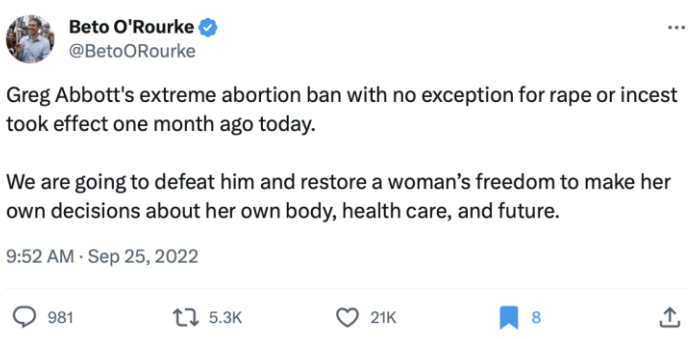 Beto O'Rourke
@BetoORourke
Greg Abbott's extreme abortion ban with no exception for rape or incest
took effect one month ago today.
We are going to defeat him and restore a woman’s freedom to make her
own decisions about her own body, health care, and future.
9:52 AM · Sep 25, 2022
981 5.3K 21K 8